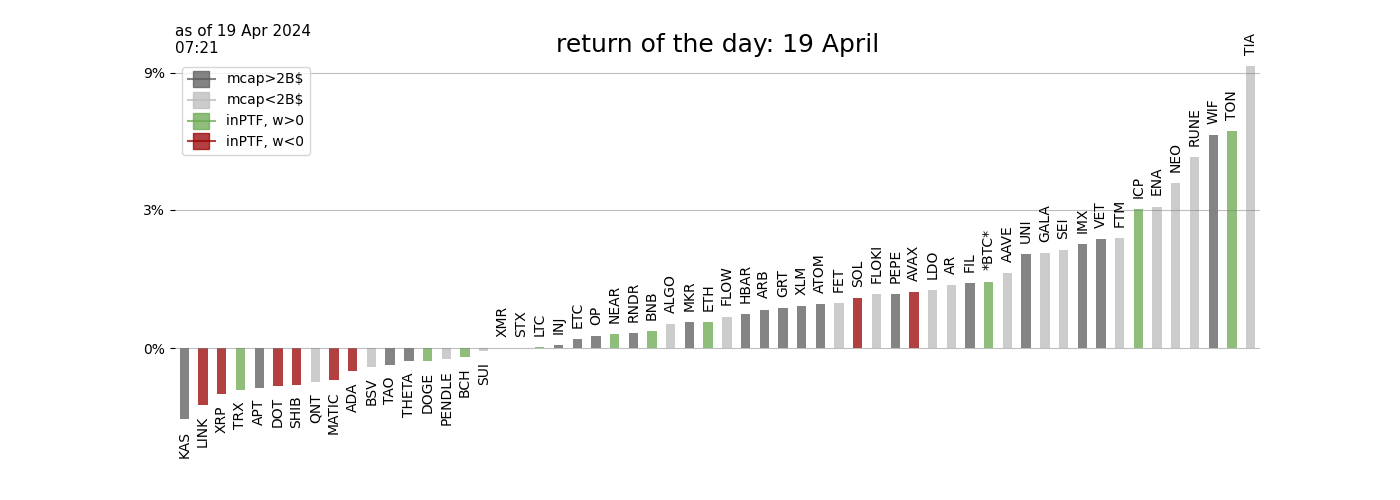 as of 19 Apr 2024
07:21
return of the day: 19 April
mcap>2B$
mcap<2B$
inPTF, w>0
inPTF, w<0
9%
3%
0%
KAS
LINK
XRP
TRX
APT
DOT
SHIB
QNT
MATIC
ADA
BSV
TAO
THETA
DOGE
PENDLE
BCH
SUI
XMR
STX
LTC
INJ
ETC
OP
NEAR
RNDR
BNB
ALGO
MKR
ETH
FLOW
HBAR
ARB
GRT
XLM
ATOM
FET
SOL
FLOKI
PEPE
AVAX
LDO
AR
FIL
*BTC*
AAVE
UNI
GALA
SEI
IMX
VET
FTM
ICP
ENA
NEO
RUNE
WIF
TON
TIA